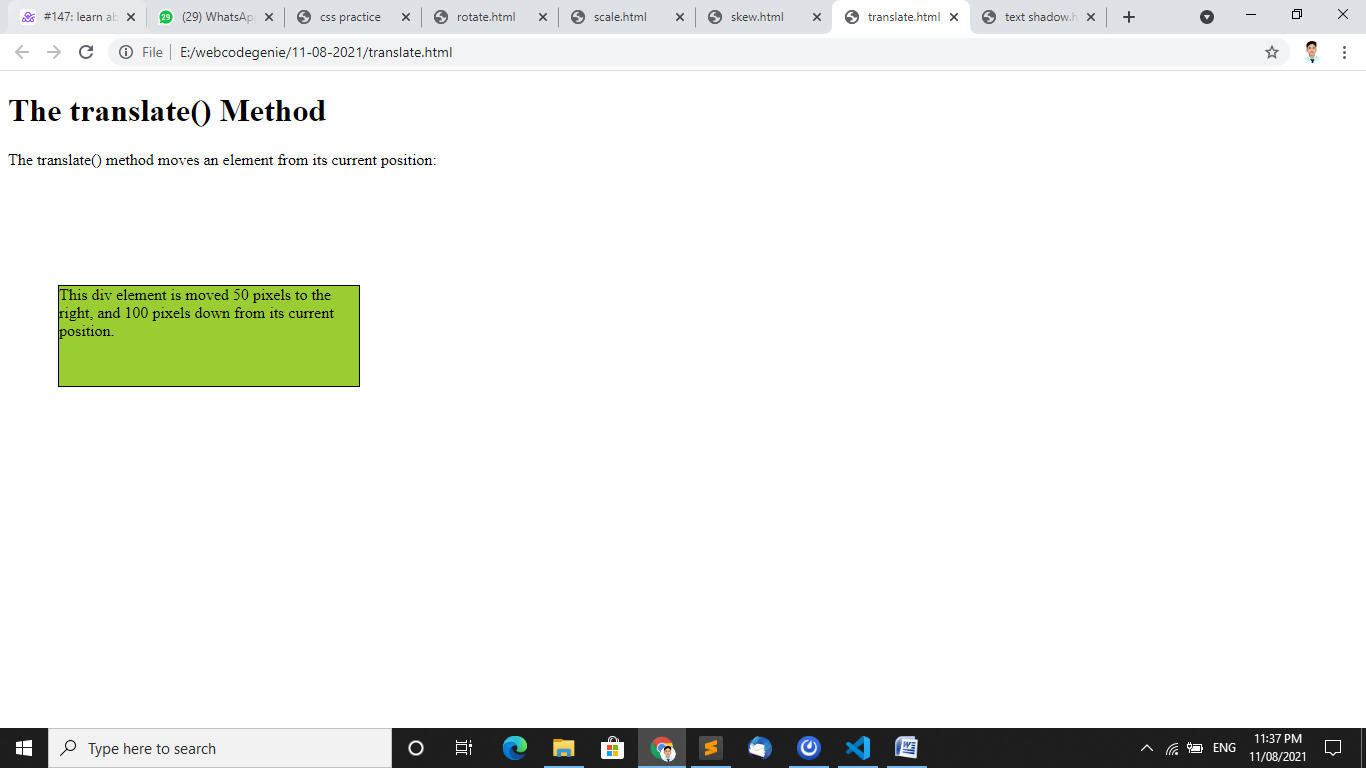 #147: learn ab
(29) WhatsAp
css practice
rotate.html
scale.html
skew.html
translate.html
text shadow.h
29
File
E:/webcodegenie/11-08-2021/translate.html
The translate() Method
The translate() method moves an element from its current position:
This div element is moved 50 pixels to the
right, and 100 pixels down from its current
position.
Type here to search
ENG
11:37 PM
11/08/2021